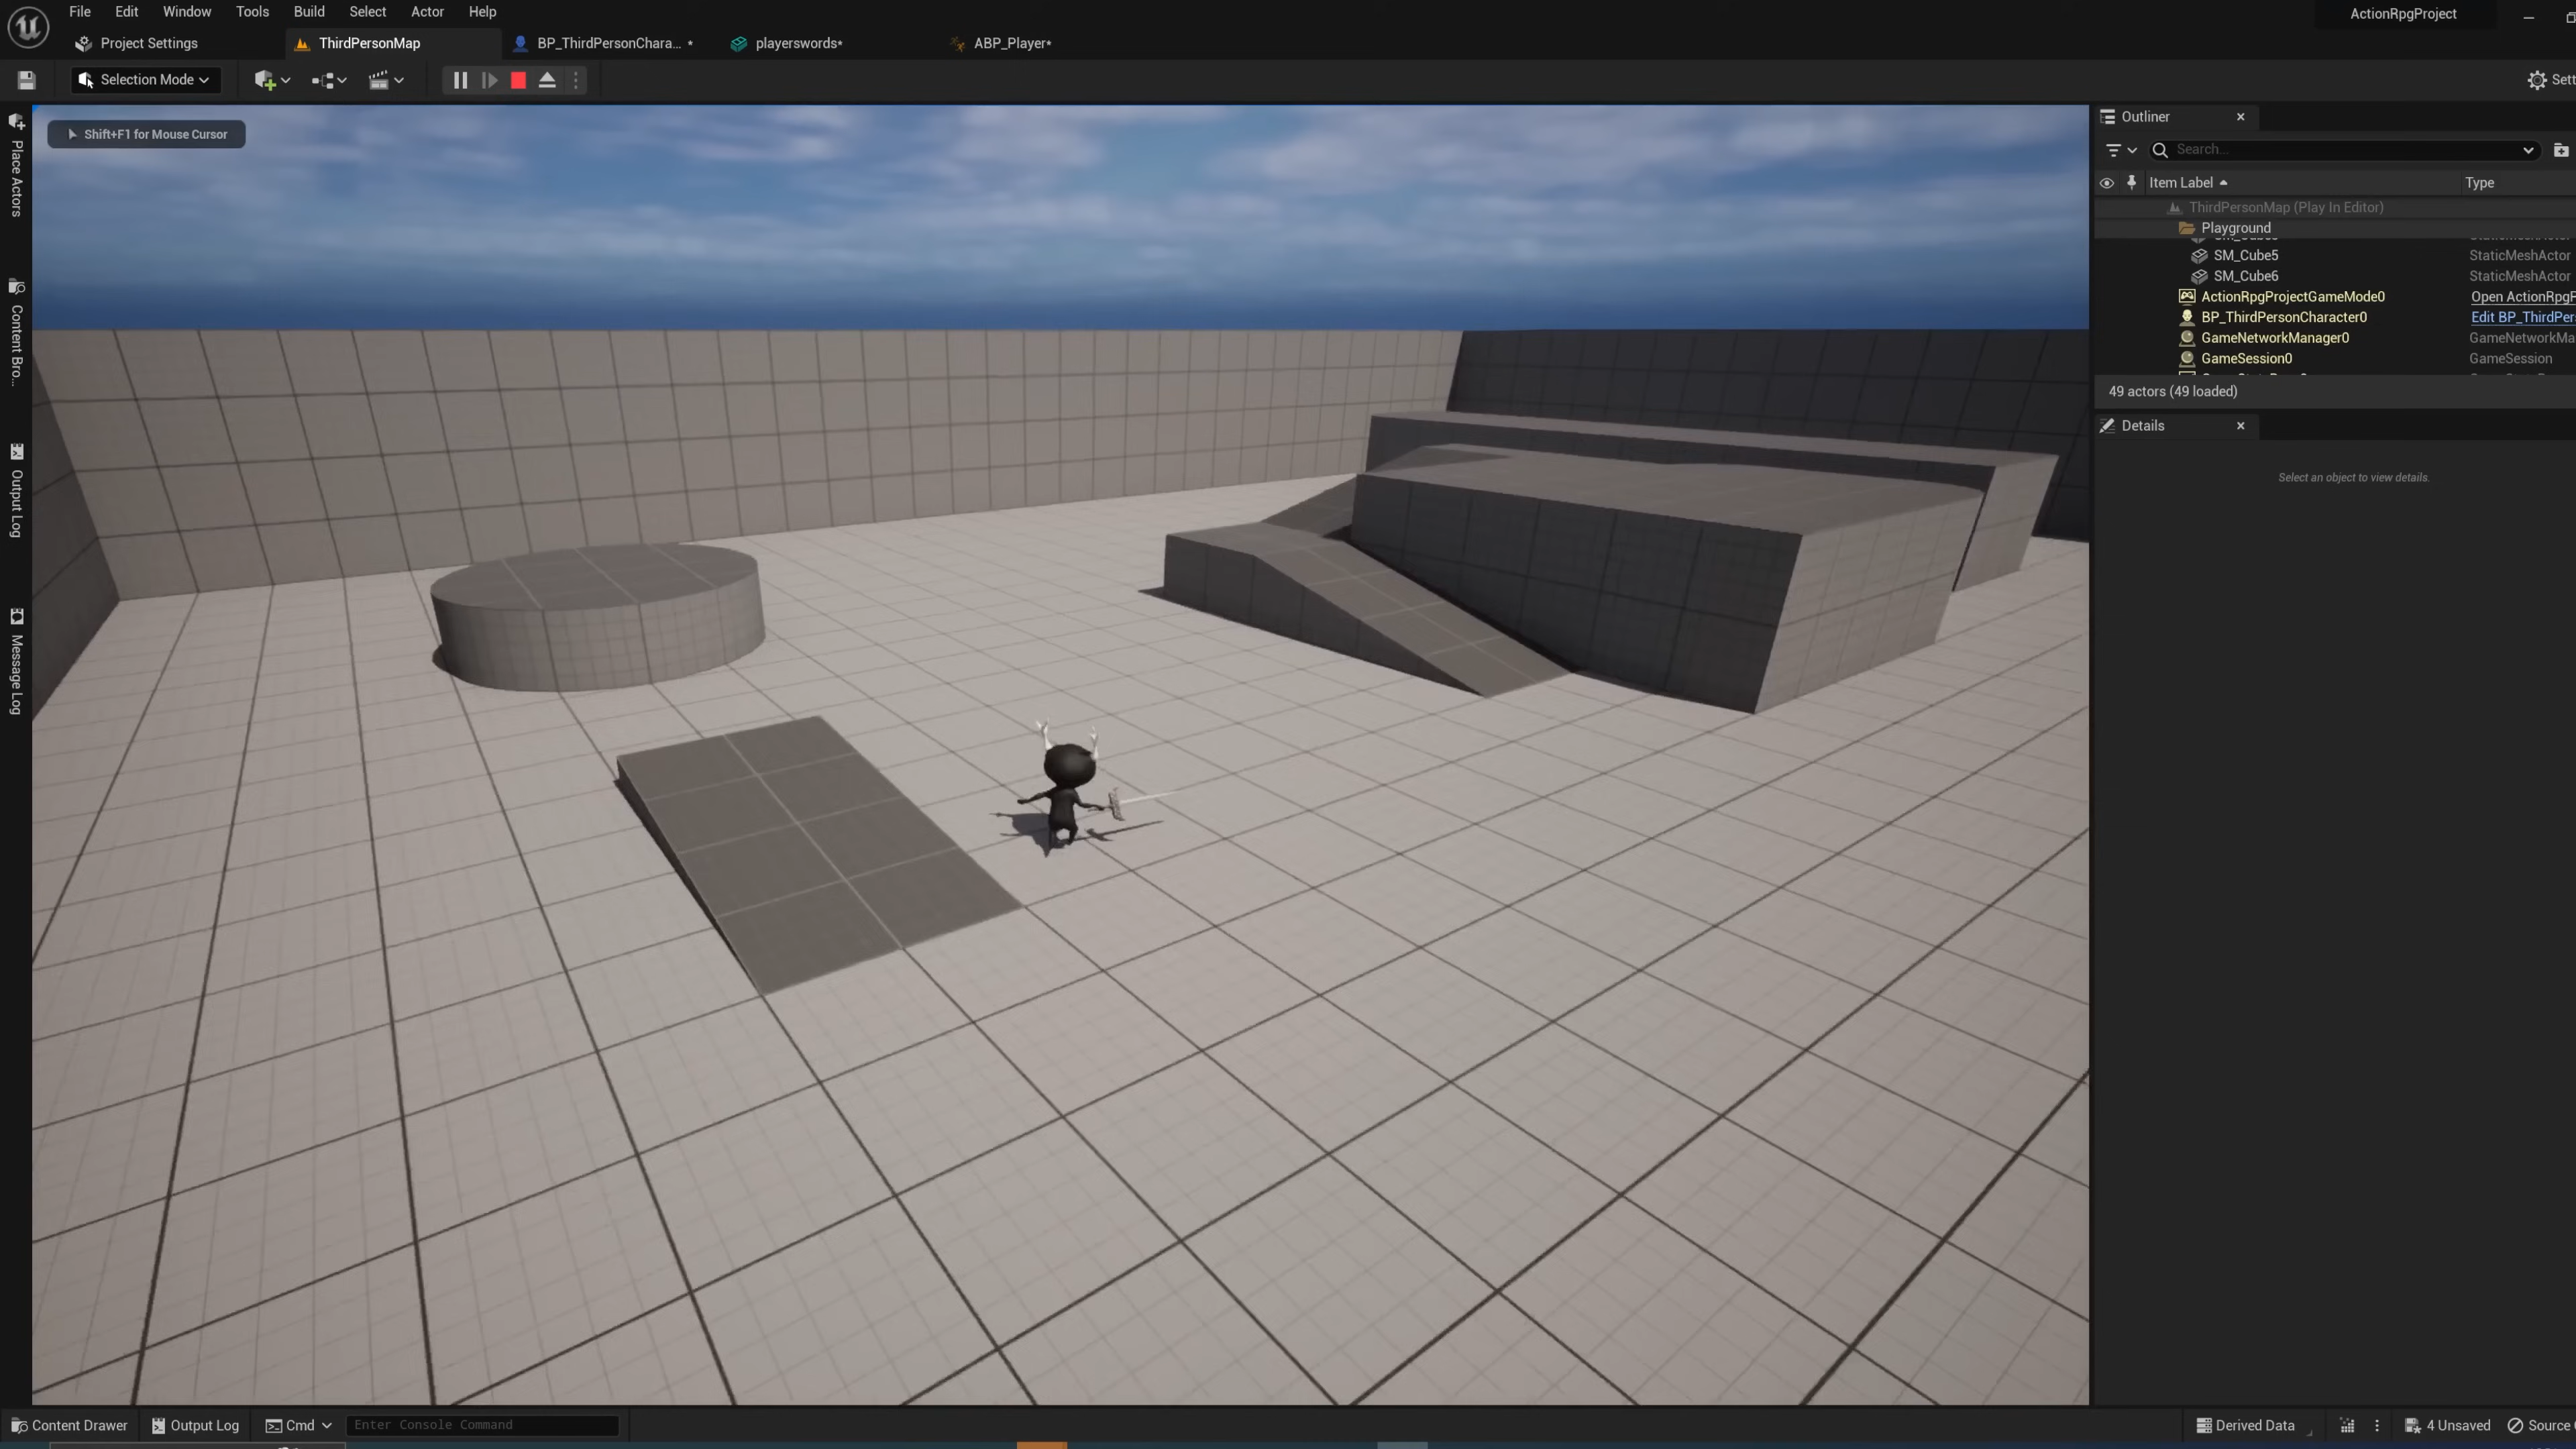 File Edit Window Tools Build Select Actor Help
ActionRpgProject
Project Settings
ThirdPersonMap
BP_ThirdPersonChara... *
playerswords*
ABP_Player*
Selection Mode
Sett
Shift+F1 for Mouse Cursor
Place Actors
Content Bro...
Output Log
Message Log
Outliner
Search...
Item Label Type
ThirdPersonMap (Play In Editor)
Playground
SM_Cube5 StaticMeshActor
SM_Cube6 StaticMeshActor
ActionRpgProjectGameMode0 Open ActionRpgP
BP_ThirdPersonCharacter0 Edit BP_ThirdPer
GameNetworkManager0 GameNetworkMa
GameSession0 GameSession
49 actors (49 loaded)
Details
Select an object to view details.
Content Drawer Output Log Cmd Enter Console Command Derived Data 4 Unsaved Source